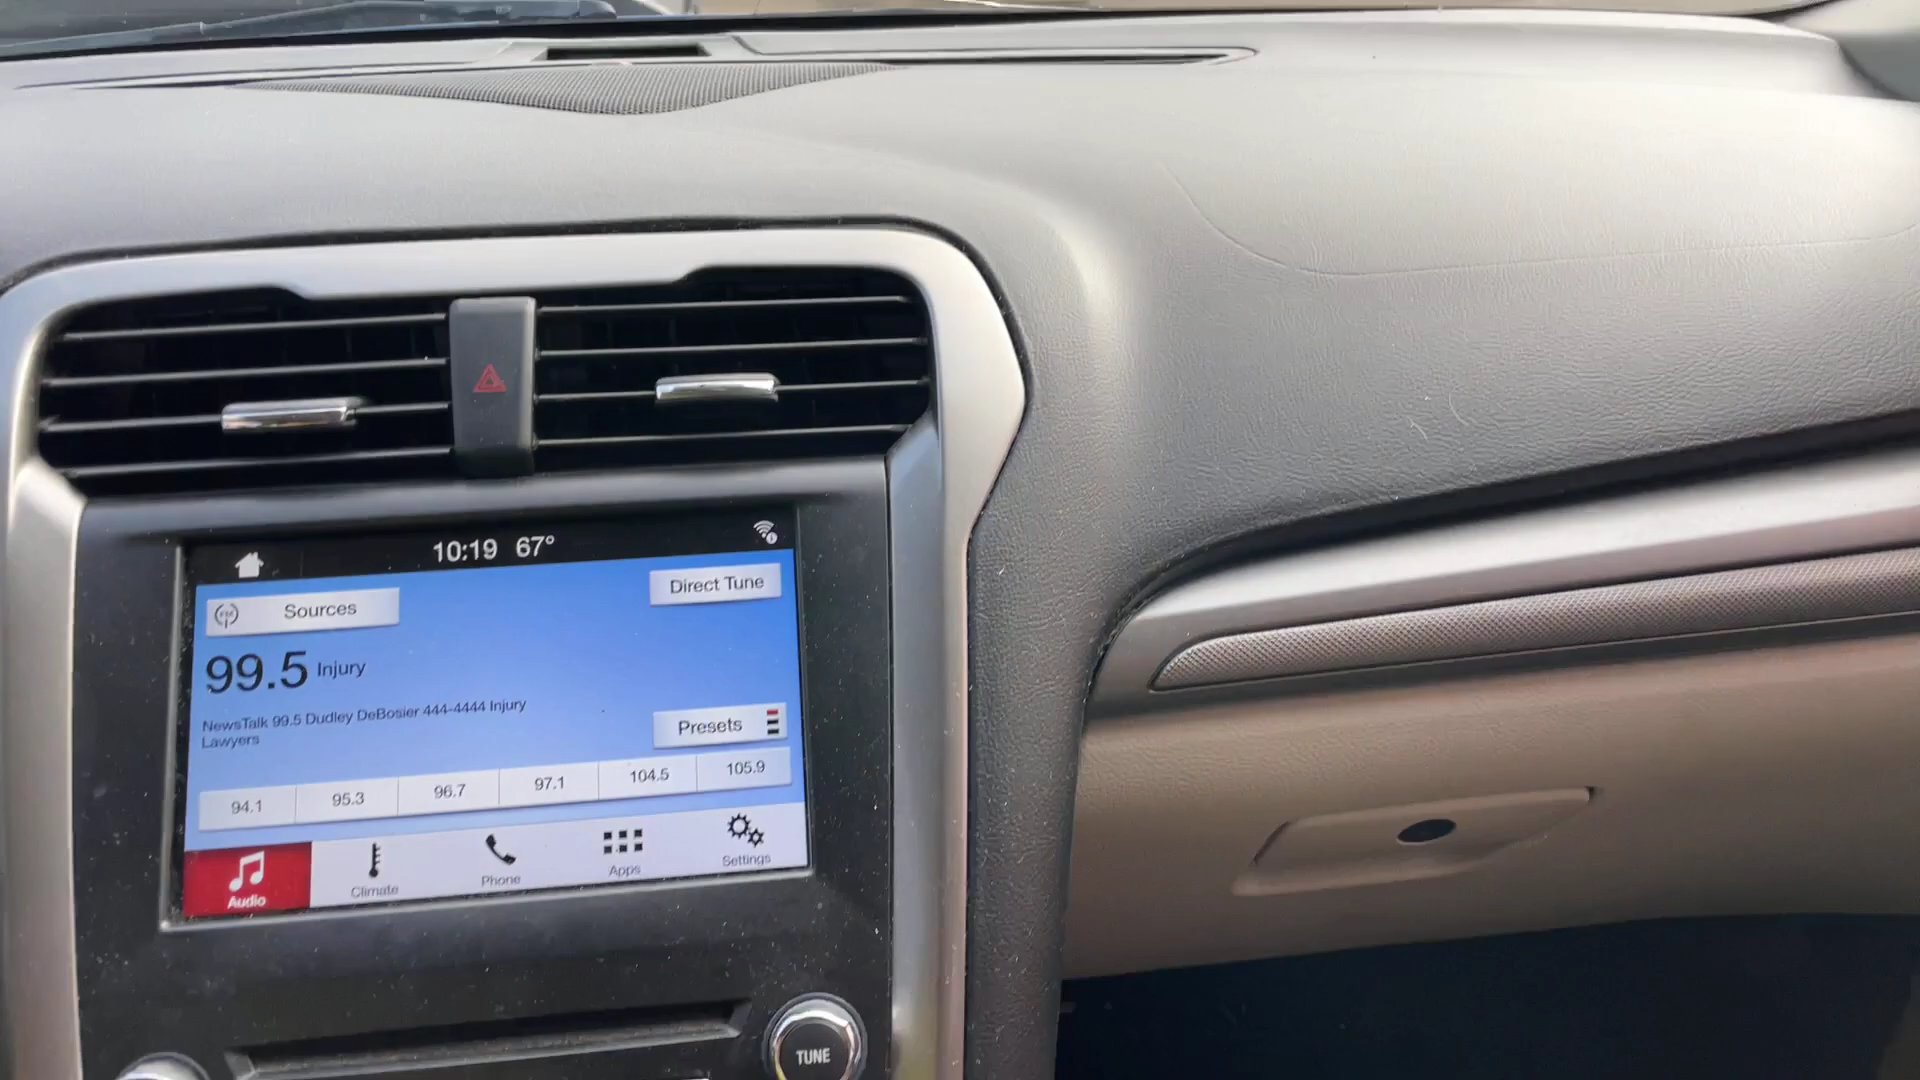 10:19 67°
Sources
Direct Tune
99.5 Injury
NewsTalk 99.5 Dudley DeBosier 444-4444 Injury
Lawyers
Presets
94.1 95.3 96.7 97.1 104.5 105.9
Audio Climate Phone Apps Settings
TUNE